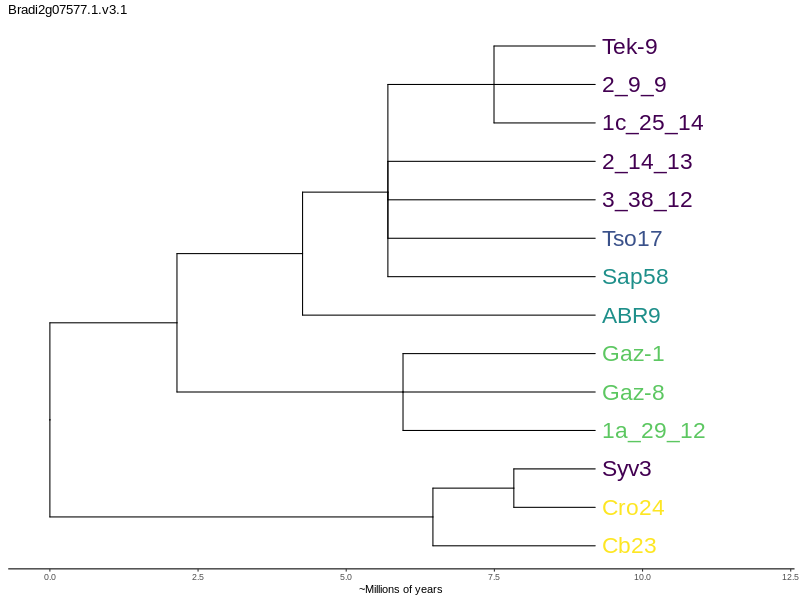 Bradi2g07577.1.v3.1
Tek-9
2_9_9
1c_25_14
2_14_13
3_38_12
Tso17
Sap58
ABR9
Gaz-1
Gaz-8
1a_29_12
Syv3
Cro24
Cb23
0.0 2.5 5.0 7.5 10.0 12.5
~Millions of years